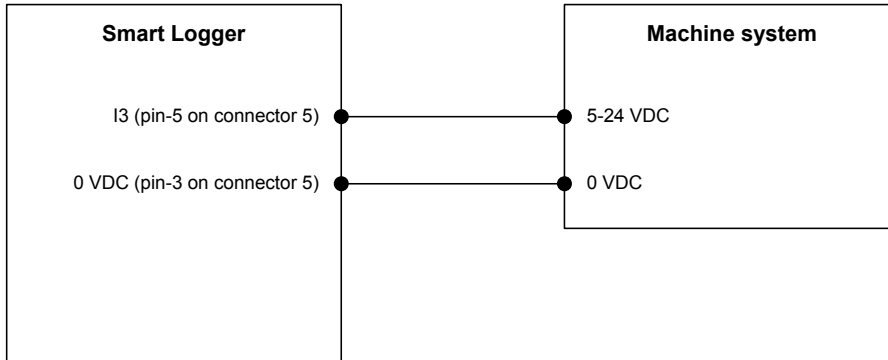 Smart Logger
Machine system
I3 (pin-5 on connector 5)
5-24 VDC
0 VDC (pin-3 on connector 5)
0 VDC